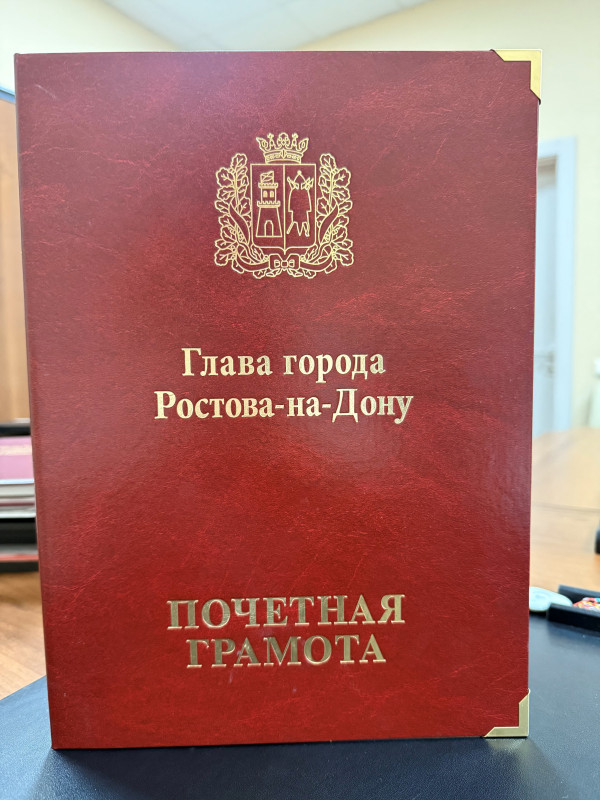 Глава города
Ростова-на-Дону
ПОЧЕТНАЯ
ГРАМОТА